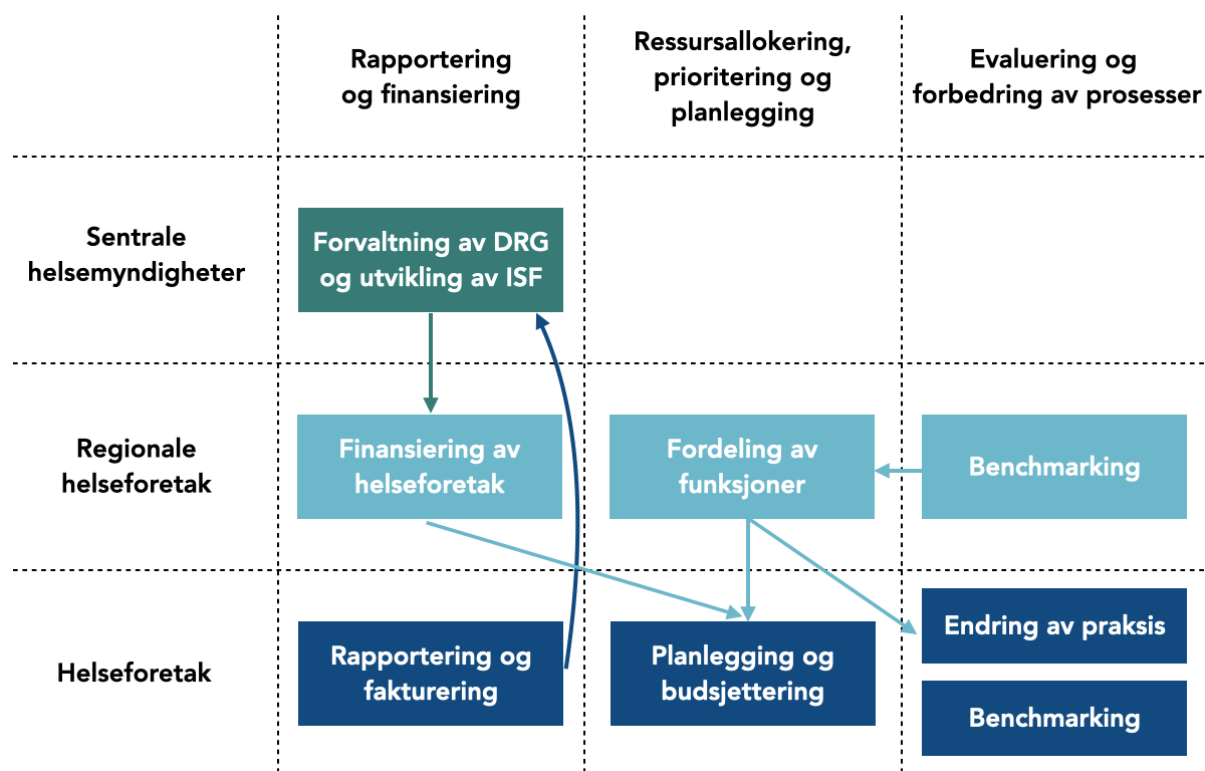 Rapportering
og finansiering
Ressursallokering,
prioritering og
planlegging
Evaluering og
forbedring av prosesser
Sentrale
helsemyndigheter
Forvaltning av DRG
og utvikling av ISF
Regionale
helseforetak
Finansiering av
helseforetak
Fordeling av
funksjoner
Benchmarking
Helseforetak
Rapportering og
fakturering
Planlegging og
budsjettering
Endring av praksis
Benchmarking